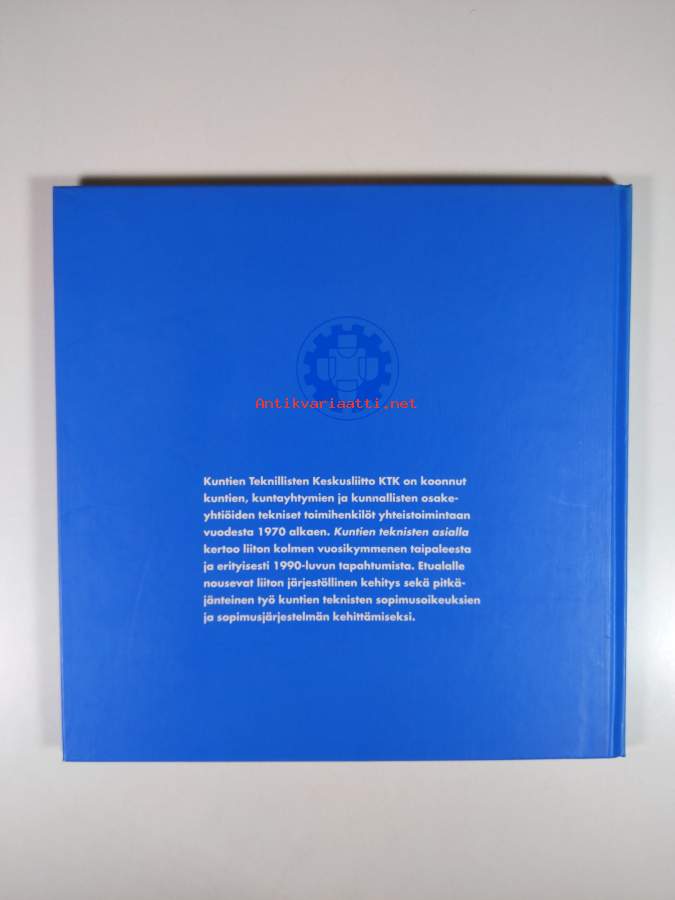 Antikvariaatti.net
Kuntien Teknillisten Keskusliitto KTK on koonnut
kuntien, kuntayhtymien ja kunnallisten osake-
yhtiöiden tekniset toimihenkilöt yhteistoimintaan
vuodesta 1970 alkaen. Kuntien teknisten asialla
kertoo liiton kolmen vuosikymmenen taipaleesta
ja erityisesti 1990-luvun tapahtumista. Etualalle
nousevat liiton järjestöllinen kehitys sekä pitkä-
jänteinen työ kuntien teknisten sopimusoikeuksien
ja sopimusjärjestelmän kehittämiseksi.